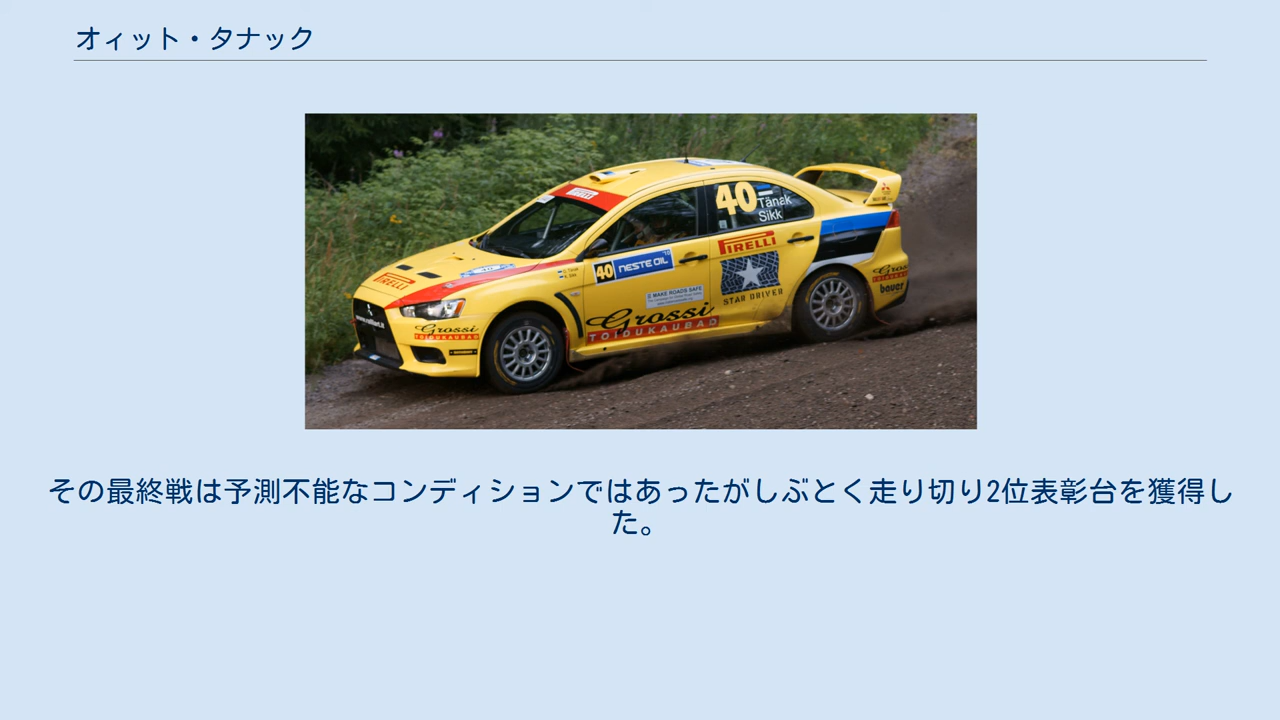 オィット・タナック
40
Tänak
Sikk
PIRELLI
PIRELLI
40
NESTE OIL
MAKE ROADS SAFE
STAR DRIVER
Grossi
TOIDUKAUBAD
Grossi
TOIDUKAUBAD
Grossi
bauer
その最終戦は予測不能なコンディションではあったがしぶとく走り切り2位表彰台を獲得し
た。